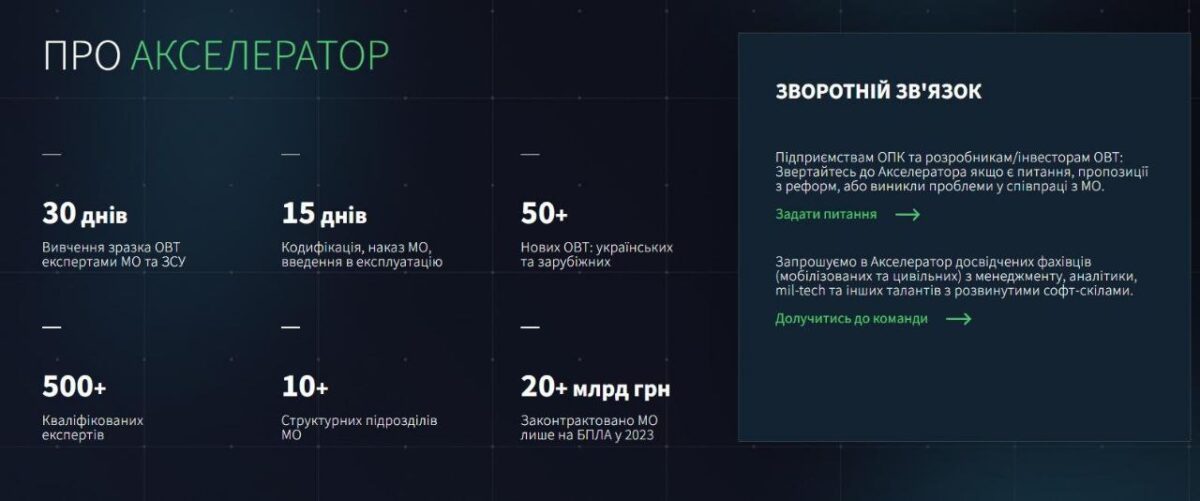 ПРО АКСЕЛЕРАТОР
30 днів
Вивчення зразка ОВТ
експертами МО та ЗСУ
15 днів
Кодифікація, наказ МО,
введення в експлуатацію
50+
Нових ОВТ: українських
та зарубіжних
500+
Кваліфікованих
експертів
10+
Структурних підрозділів
МО
20+ млрд грн
Законтрактовано МО
лише на БПЛА у 2023
ЗВОРОТНІЙ ЗВ'ЯЗОК
Підприємствам ОПК та розробникам/інвесторам ОВТ:
Звертайтесь до Акселератора якщо є питання, пропозиції
з реформ, або виникли проблеми у співпраці з МО.
Задати питання
Запрошуємо в Акселератор досвідчених фахівців
(мобілізованих та цивільних) з менеджменту, аналітики,
mil-tech та інших талантів з розвинутими софт-скілами.
Долучитись до команди